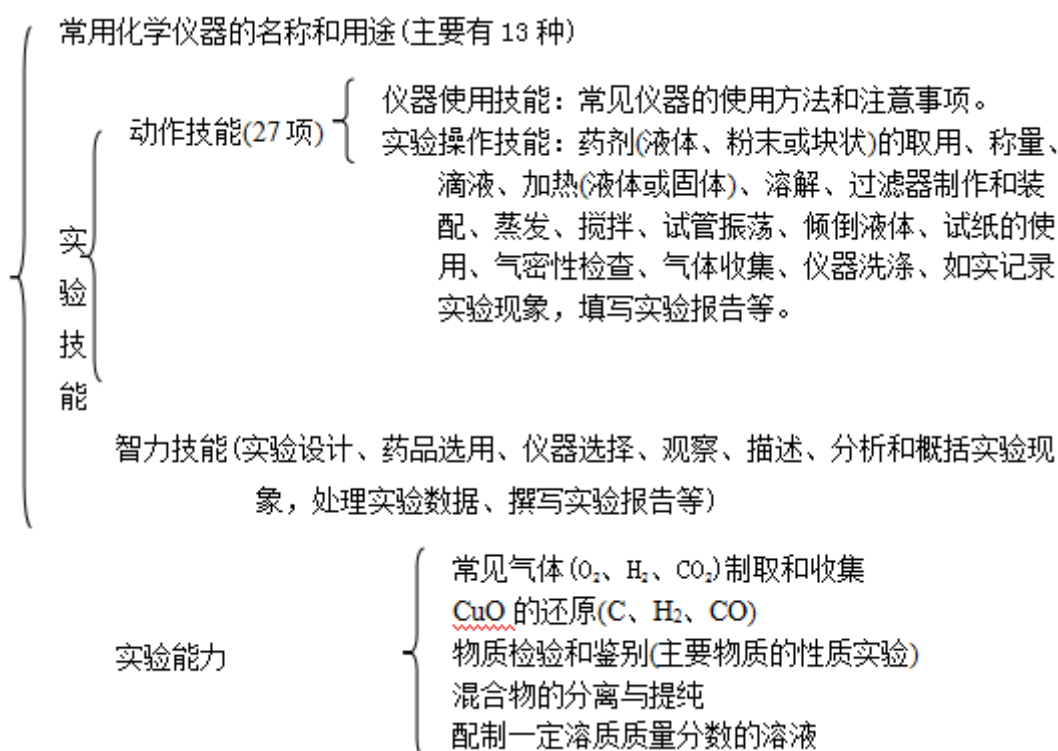 常用化学仪器的名称和用途(主要有13种)
仪器使用技能：常见仪器的使用方法和注意事项。
动作技能(27项)
实验操作技能：药剂(液体、粉末或块状)的取用、称量、
滴液、加热(液体或固体)、溶解、过滤器制作和装
配、蒸发、搅拌、试管振荡、倾倒液体、试纸的使
用、气密性检查、气体收集、仪器洗涤、如实记录
实验现象，填写实验报告等。
实
验
技
能
智力技能(实验设计、药品选用、仪器选择、观察、描述、分析和概括实验现
象，处理实验数据、撰写实验报告等)
实验能力
常见气体(O₂、H₂、CO₂)制取和收集
CuO的还原(C、H₂、CO)
物质检验和鉴别(主要物质的性质实验)
混合物的分离与提纯
配制一定溶质质量分数的溶液